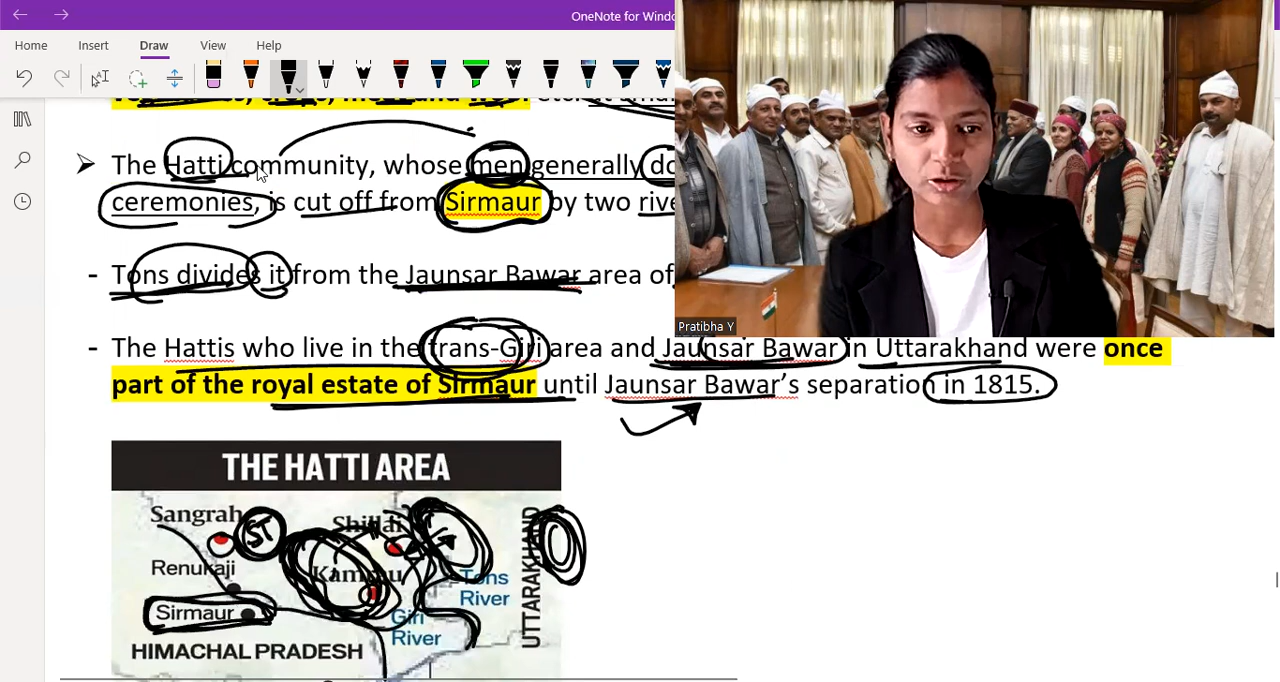 OneNote for Windo
Home Insert Draw View Help
The Hatti community, whose men generally do
ceremonies, is cut off from Sirmaur by two rive
- Tons divides it from the Jaunsar Bawar area of
Pratibha Y
- The Hattis who live in the trans-Giri area and Jaunsar Bawar in Uttarakhand were once
part of the royal estate of Sirmaur until Jaunsar Bawar's separation in 1815.
THE HATTI AREA
Sangrah
ST
Shillai
Renukaji
Tons
River
Sirmaur
Giri
River
UTTARAKHAND
HIMACHAL PRADESH